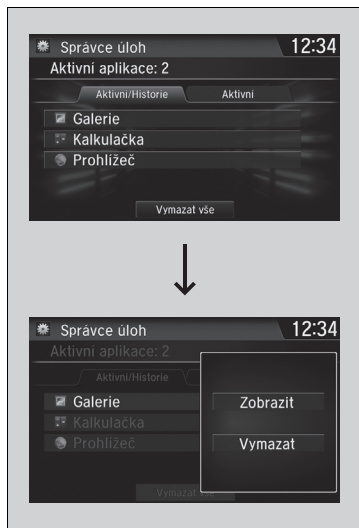 Správce úloh 12:34
Aktivní aplikace: 2
Aktivní/Historie Aktivní
Galerie
Kalkulačka
Prohlížeč
Vymazat vše
Správce úloh 12:34
Aktivní aplikace: 2
Aktivní/Historie
Galerie
Kalkulačka
Prohlížeč
Zobrazit
Vymazat
Vymazat vše